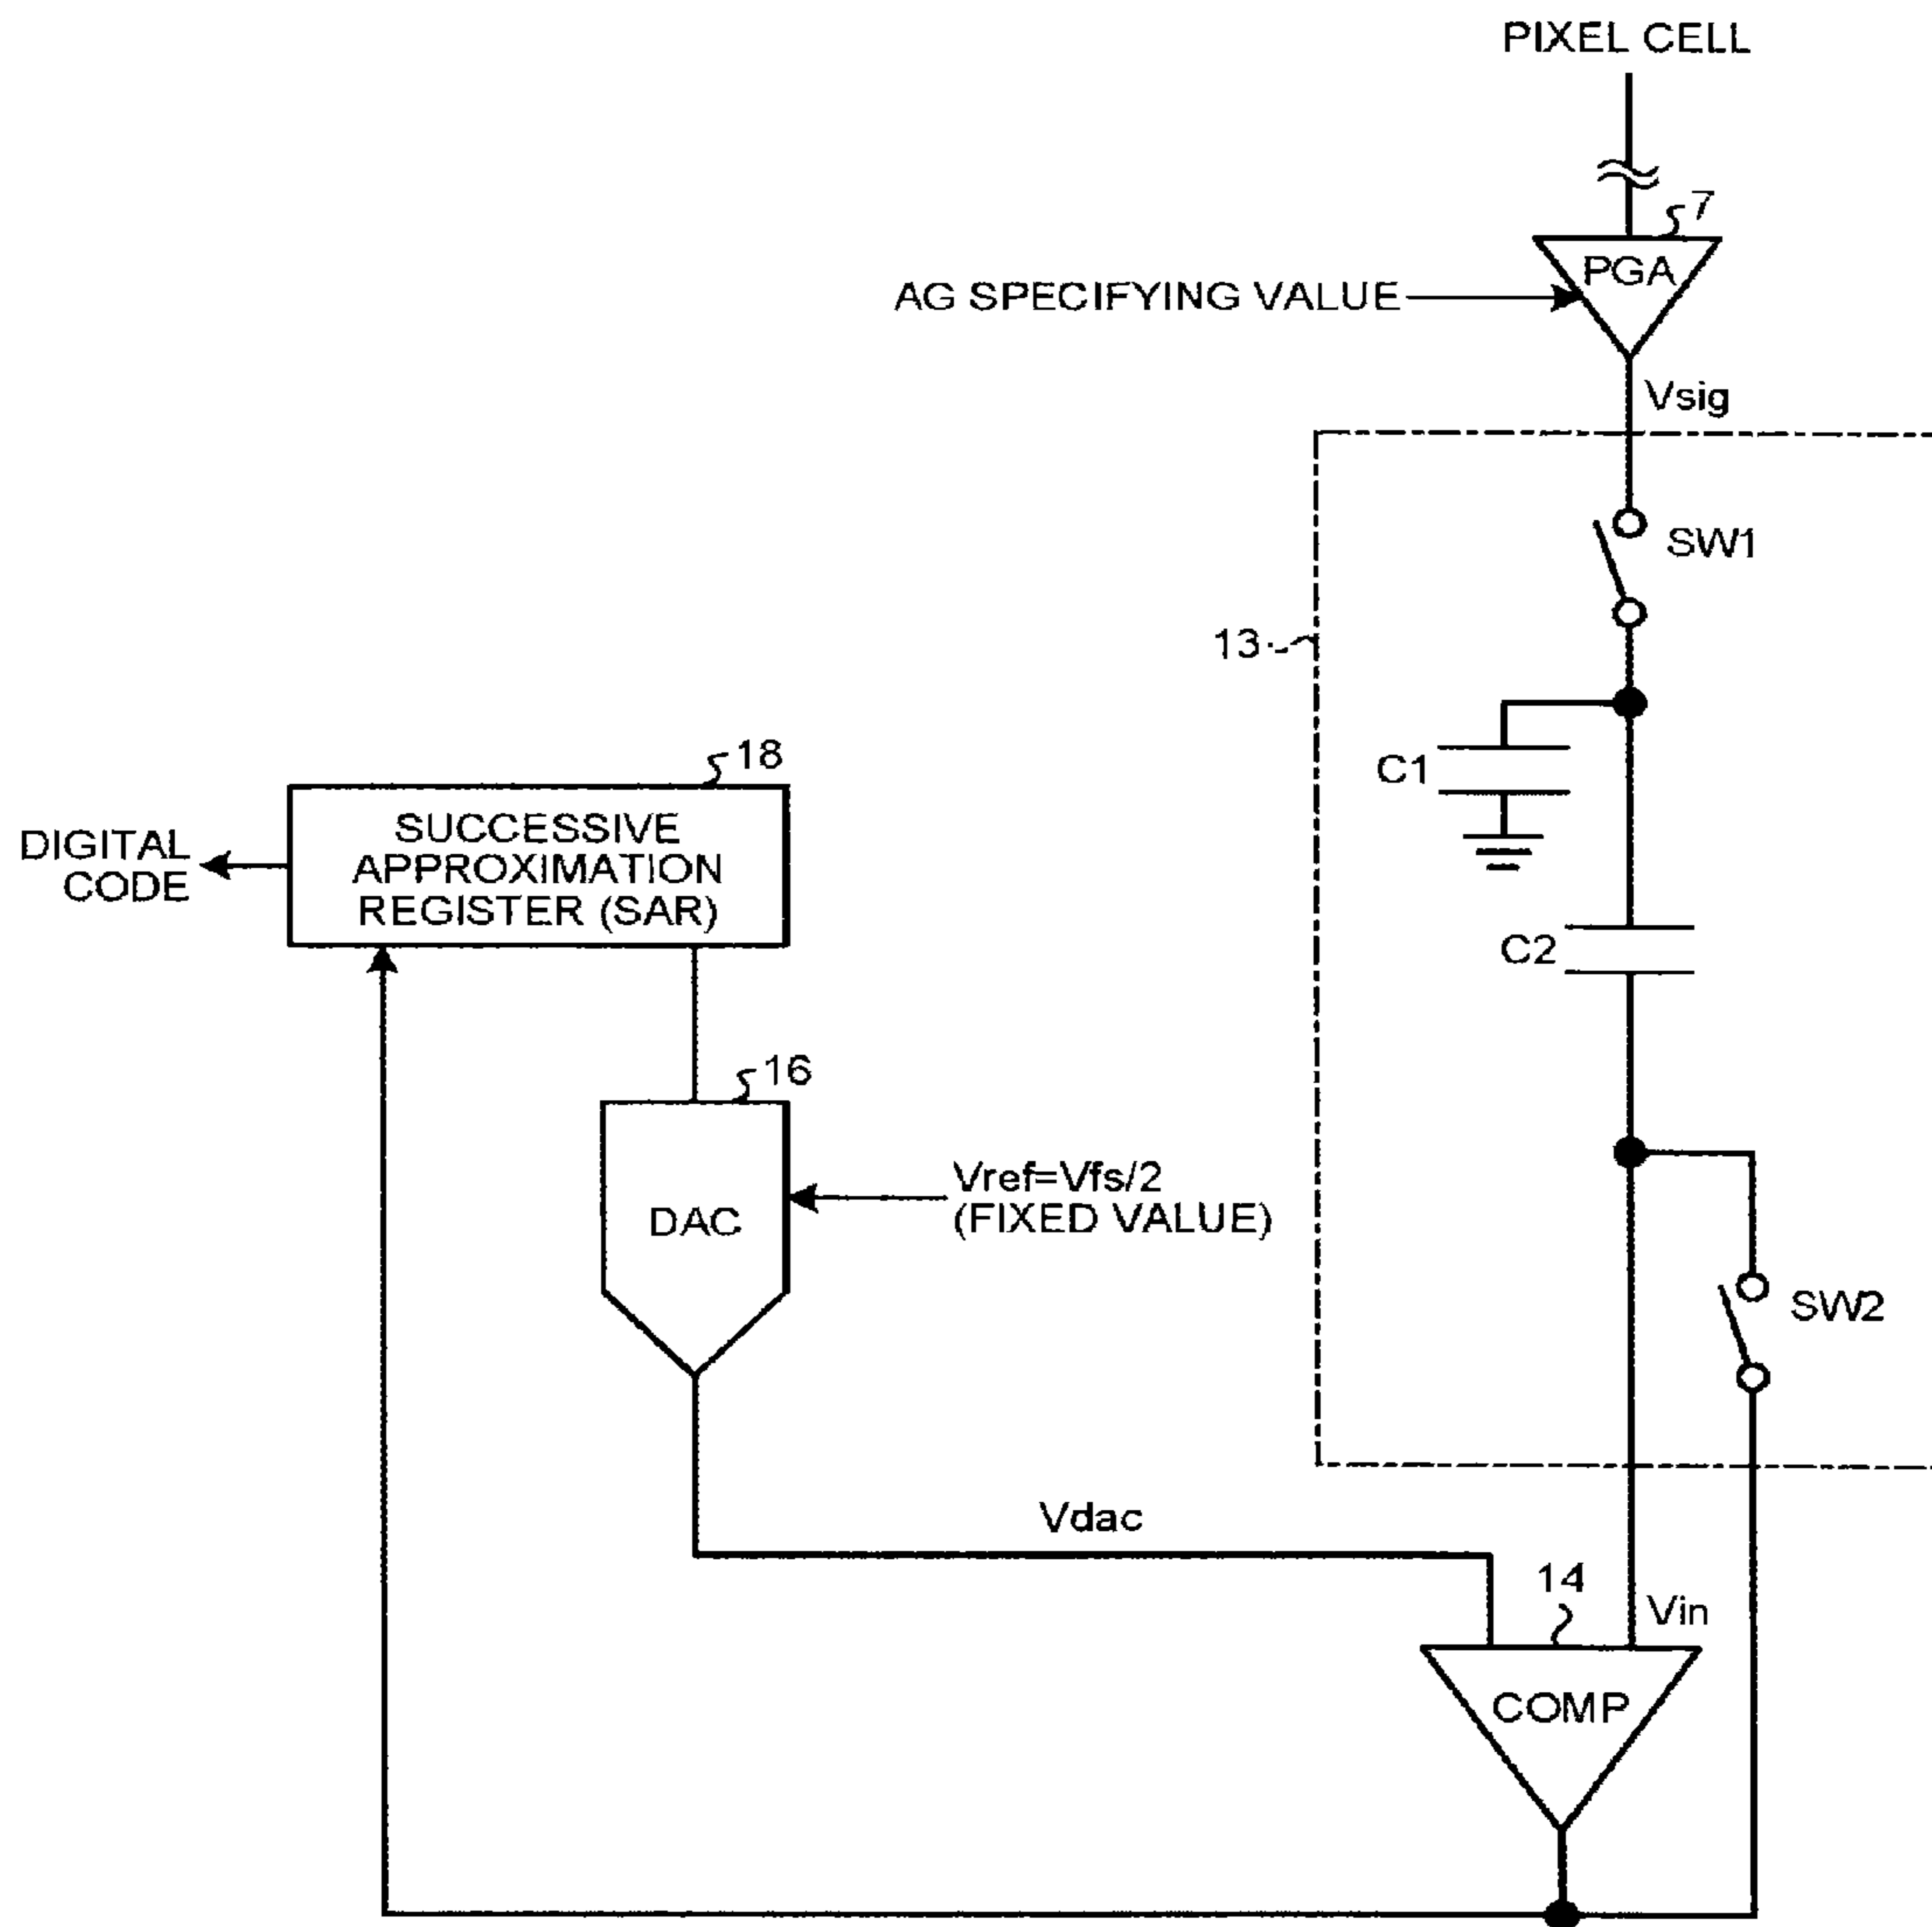 PIXEL CELL
7
PGA
AG SPECIFYING VALUE
Vsig
SW1
13
C1
18
SUCCESSIVE
APPROXIMATION
REGISTER (SAR)
DIGITAL
CODE
C2
16
Vref=Vfs/2
(FIXED VALUE)
DAC
SW2
Vdac
14
Vin
COMP